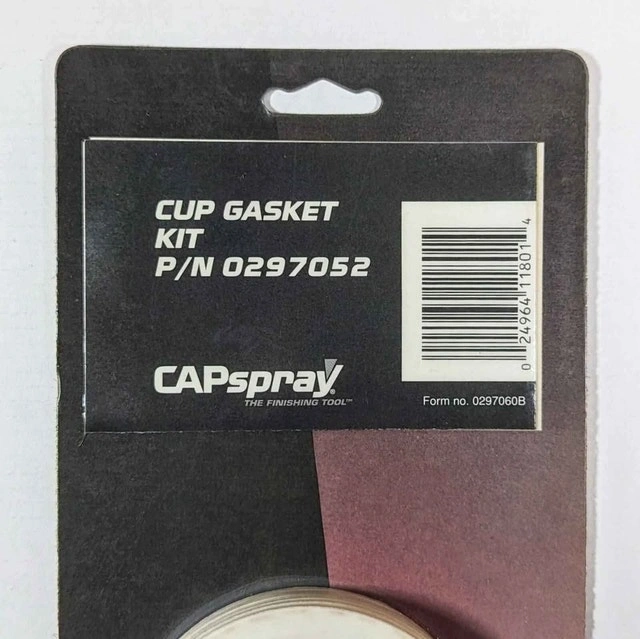 CUP GASKET
KIT
P/N 0297052
CAPspray
THE FINISHING TOOL™
0 24964 11801 4
Form no. 0297060B